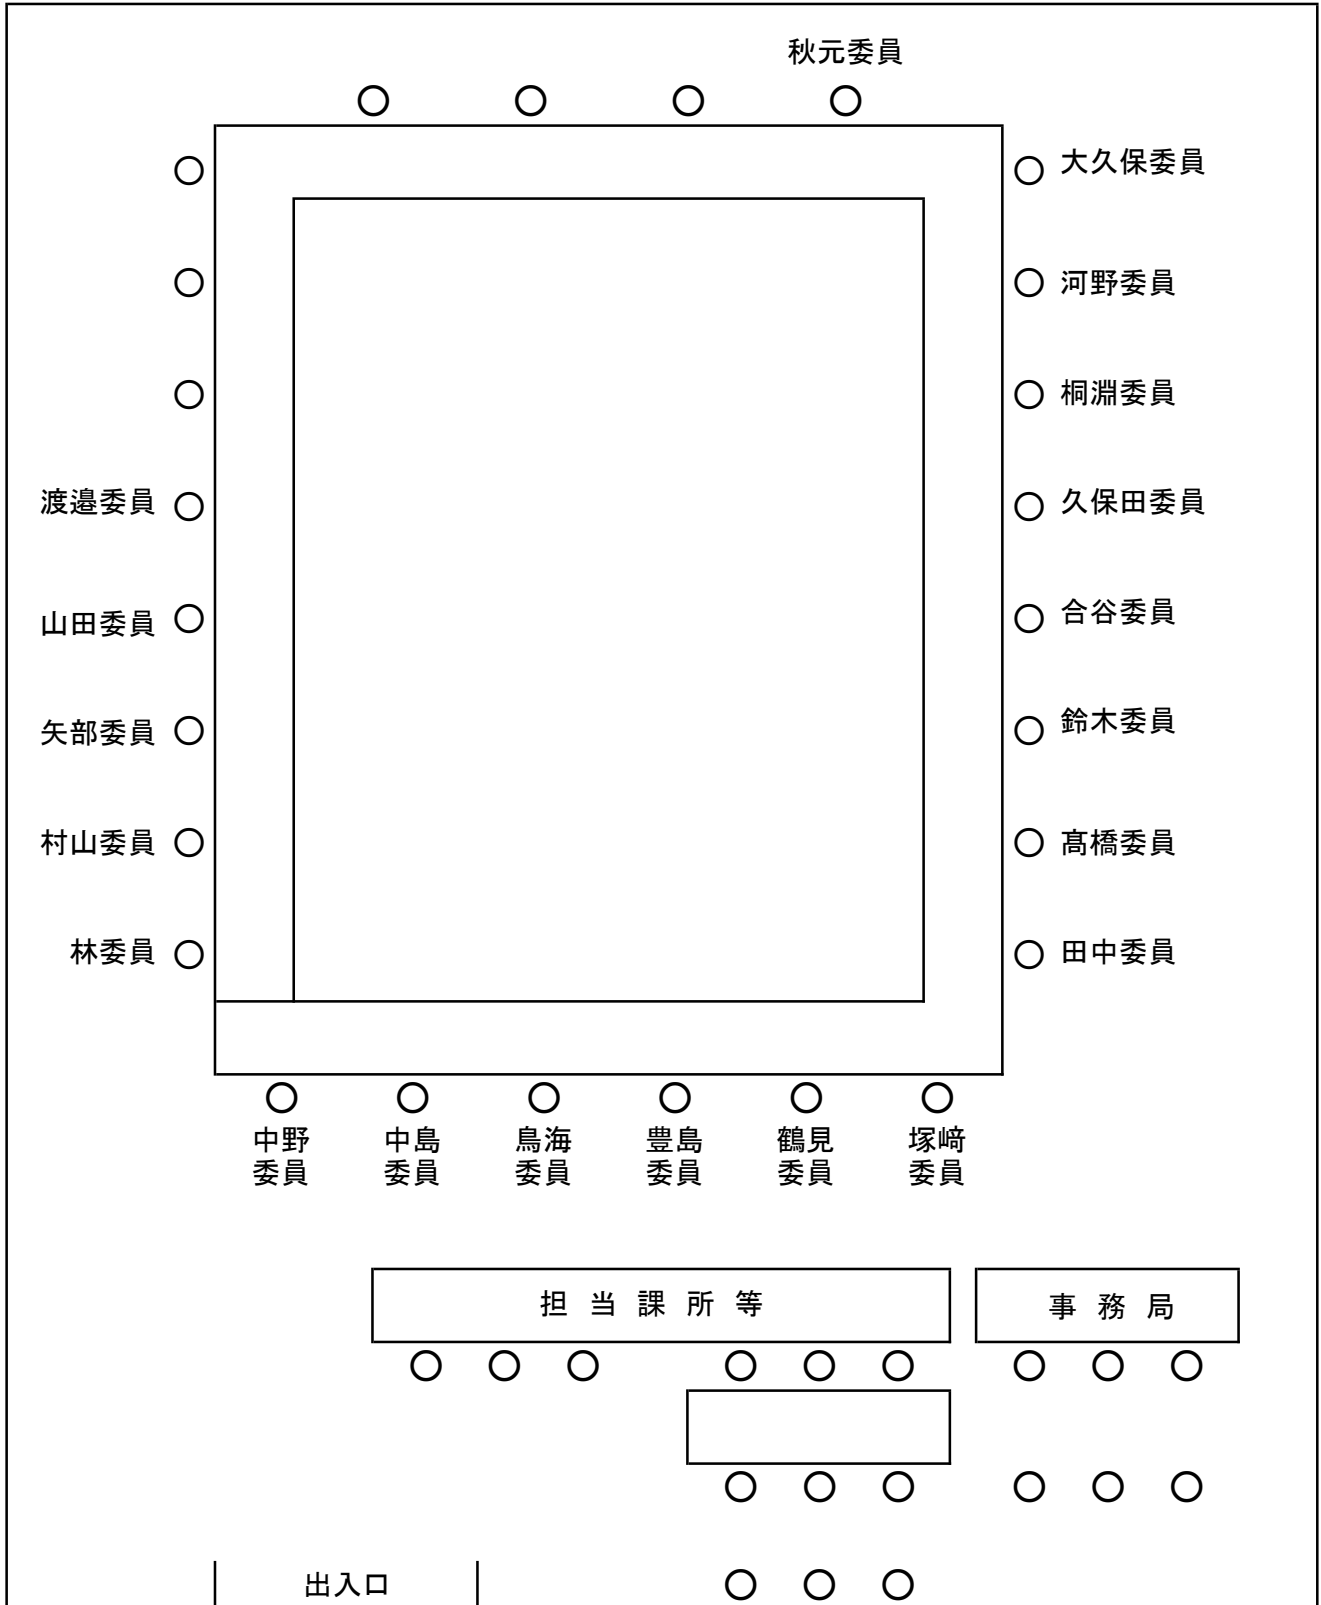 秋元委員
大久保委員
河野委員
桐淵委員
渡邉委員
久保田委員
山田委員
合谷委員
矢部委員
鈴木委員
村山委員
髙橋委員
林委員
田中委員
中野
委員
中島
委員
鳥海
委員
豊島
委員
鶴見
委員
塚﨑
委員
担当課所等
事務局
出入口